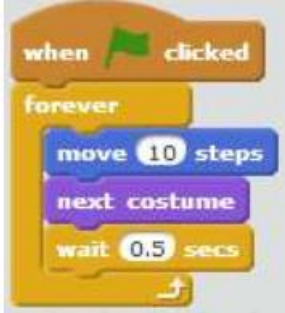 when clicked
forever
move 10 steps
next costume
wait 0.5 secs